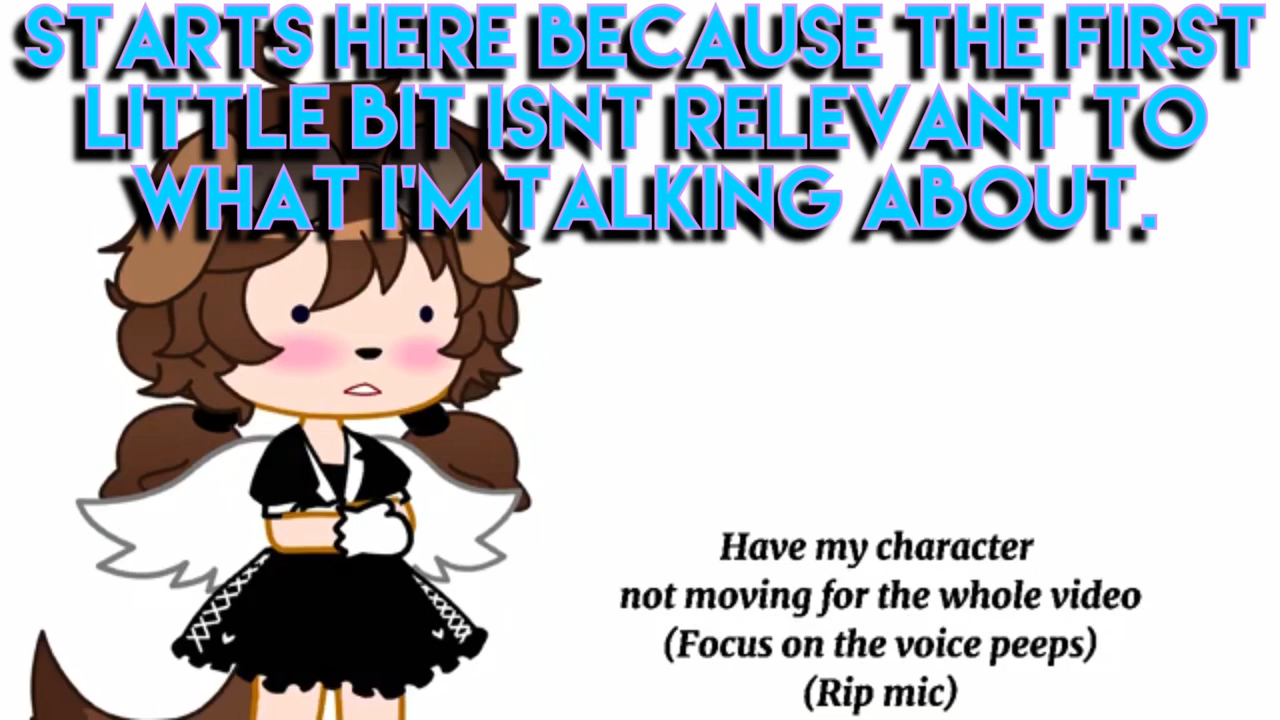 STARTS HERE BECAUSE THE FIRST
LITTLE BIT ISNT RELEVANT TO
WHAT I'M TALKING ABOUT.
Have my character
not moving for the whole video
(Focus on the voice peeps)
(Rip mic)